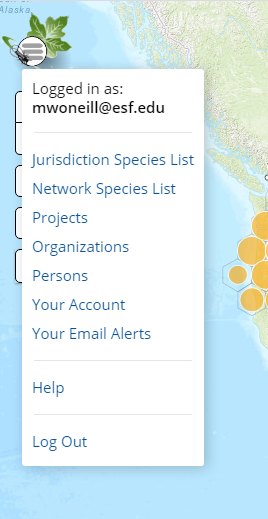 Alaska
Logged in as:
mwoneill@esf.edu
Jurisdiction Species List
Network Species List
Projects
Organizations
Persons
Your Account
Your Email Alerts
Help
Log Out